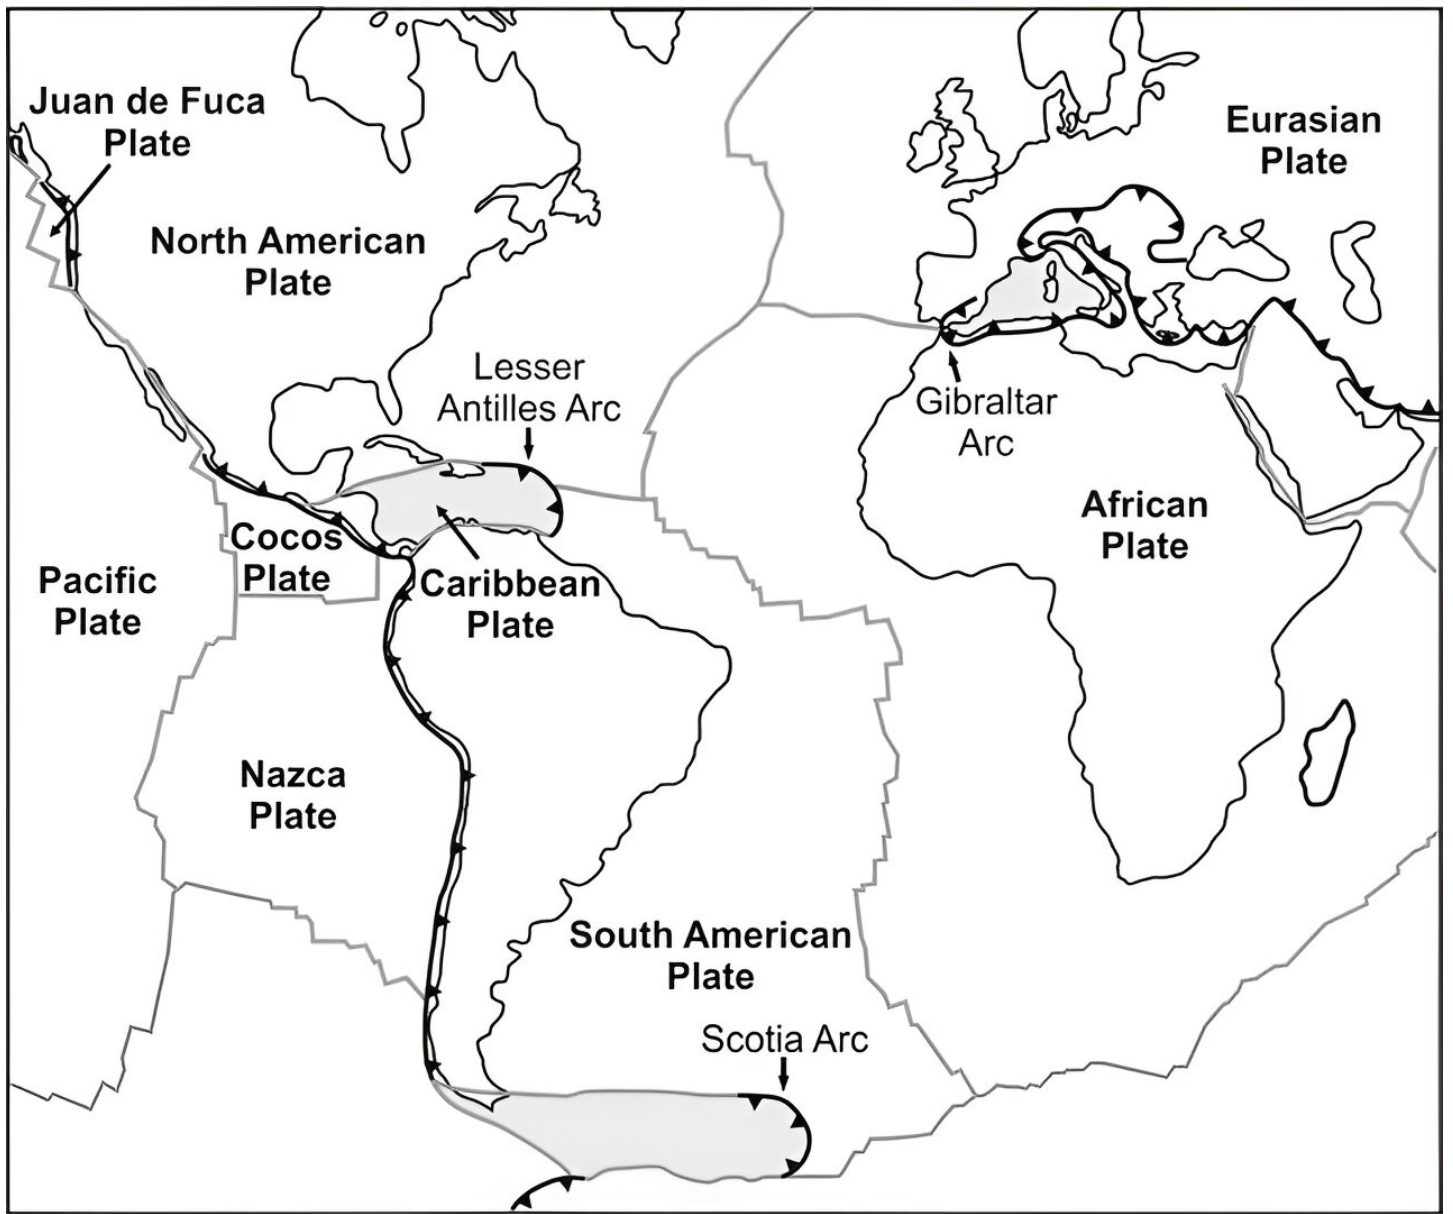 Juan de Fuca
Plate
Eurasian
Plate
North American
Plate
Lesser
Antilles Arc
Gibraltar
Arc
African
Plate
Cocos
Plate
Pacific
Plate
Caribbean
Plate
Nazca
Plate
South American
Plate
Scotia Arc